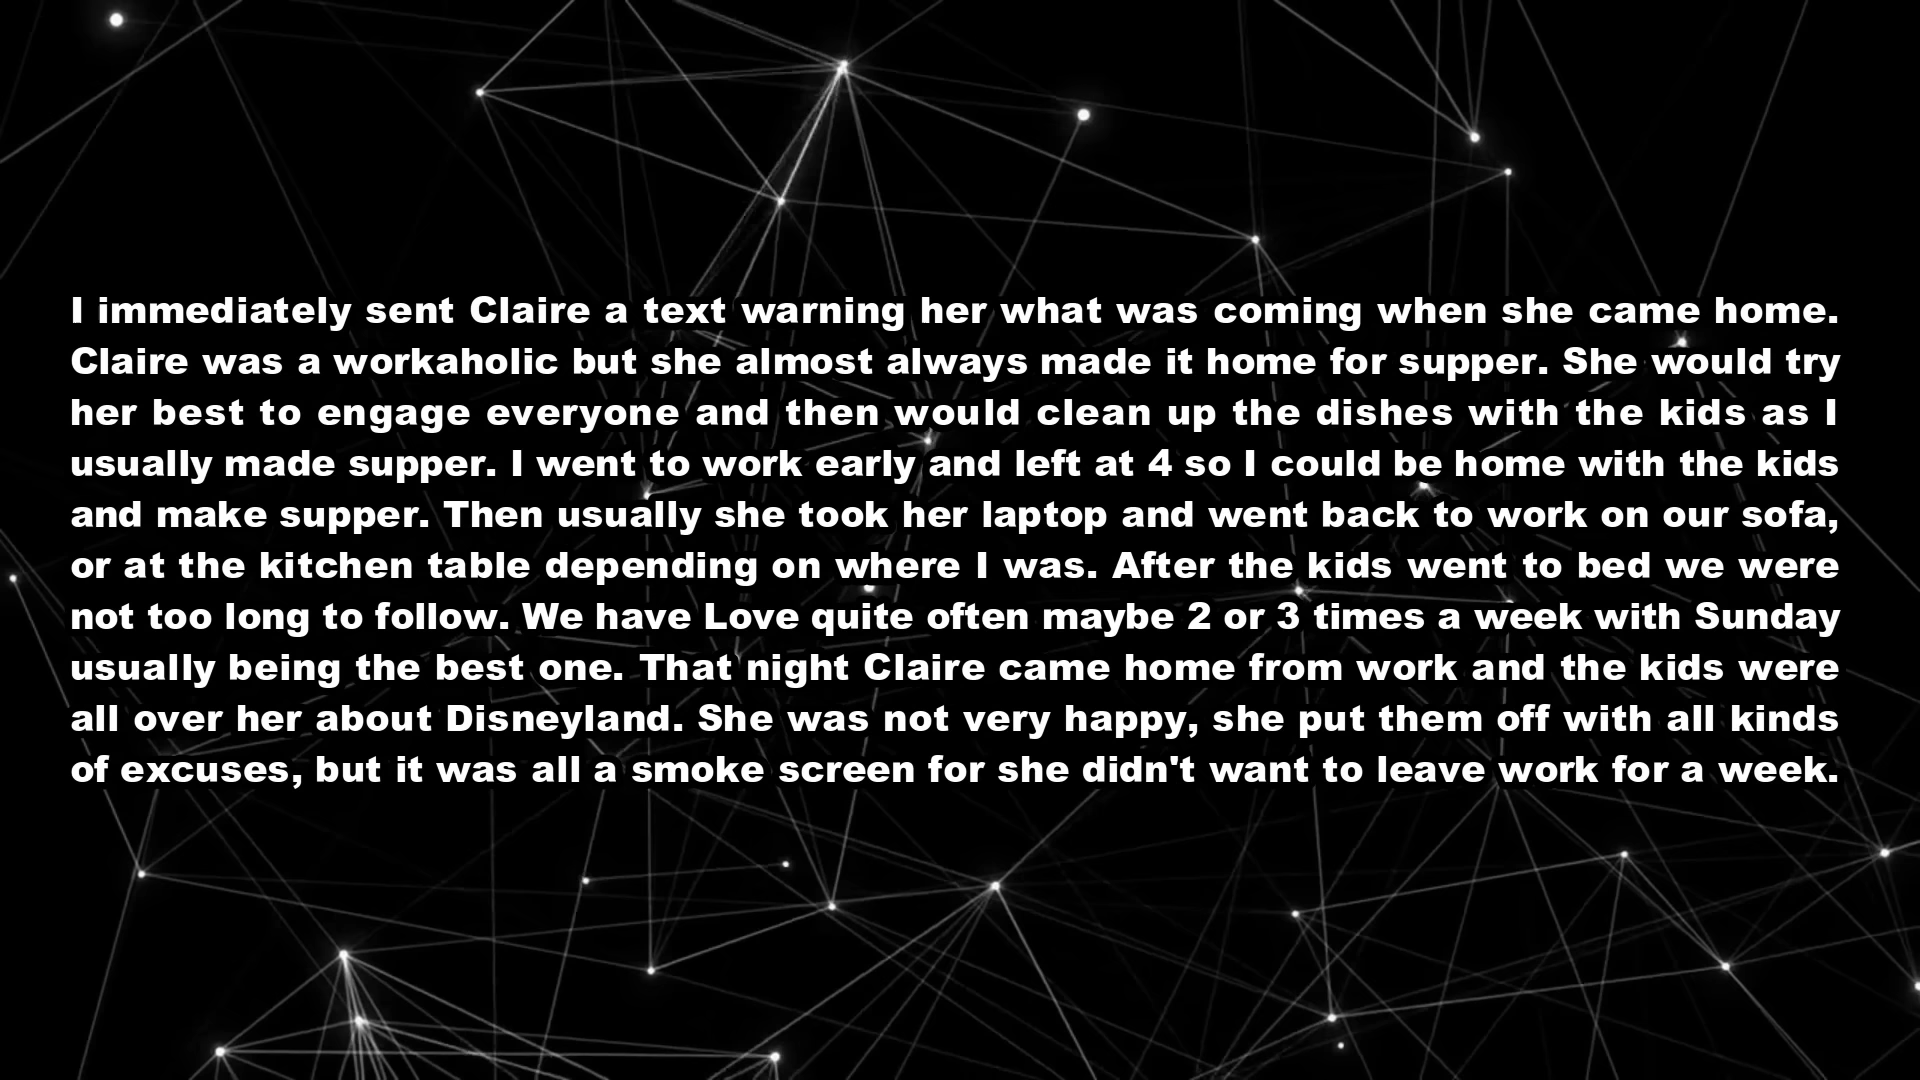 I immediately sent Claire a text warning her what was coming when she came home.
Claire was a workaholic but she almost always made it home for supper. She would try
her best to engage everyone and then would clean up the dishes with the kids as I
usually made supper. I went to work early and left at 4 so I could be home with the kids
and make supper. Then usually she took her laptop and went back to work on our sofa,
or at the kitchen table depending on where I was. After the kids went to bed we were
not too long to follow. We have Love quite often maybe 2 or 3 times a week with Sunday
usually being the best one. That night Claire came home from work and the kids were
all over her about Disneyland. She was not very happy, she put them off with all kinds
of excuses, but it was all a smoke screen for she didn't want to leave work for a week.